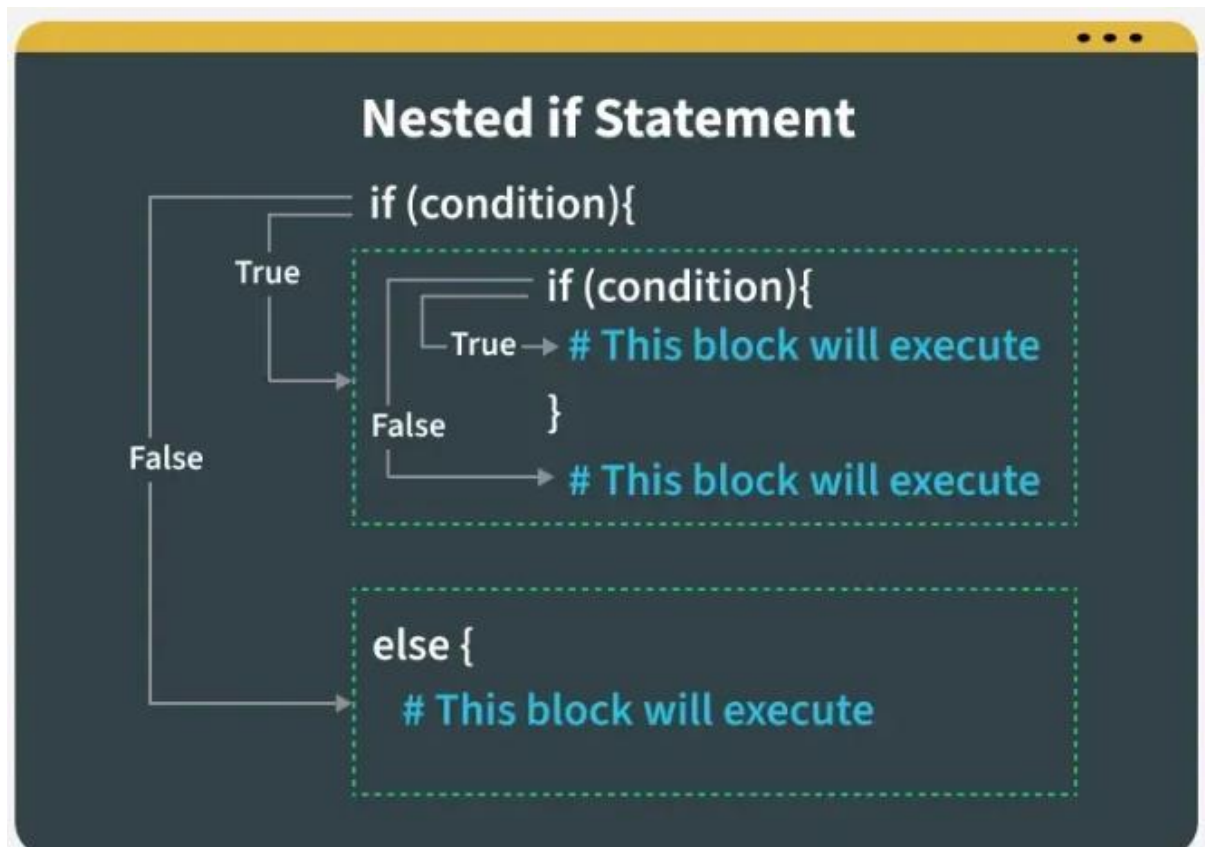 Nested if Statement
if (condition){
True
if (condition){
True # This block will execute
False
}
False
# This block will execute
else {
# This block will execute